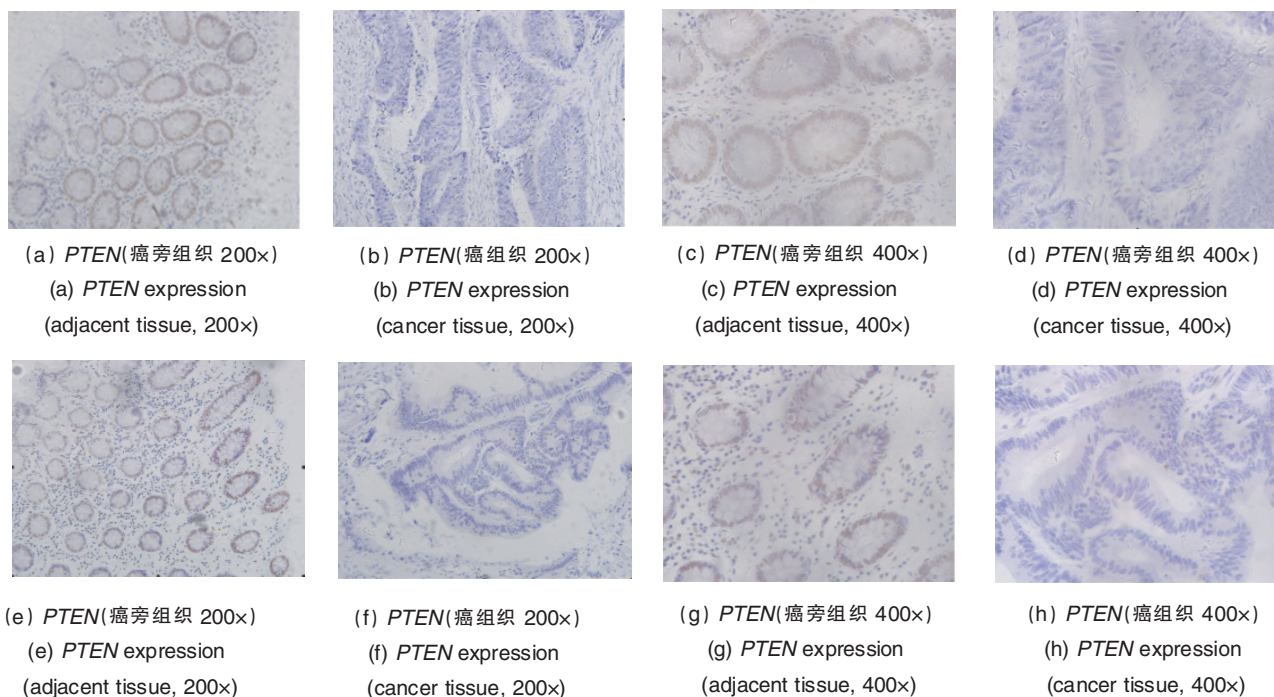 (a) PTEN(癌旁组织 200×)
(a) PTEN expression
(adjacent tissue, 200×)
(b) PTEN(癌组织 200×)
(b) PTEN expression
(cancer tissue, 200×)
(c) PTEN(癌旁组织 400×)
(c) PTEN expression
(adjacent tissue, 400×)
(d) PTEN(癌旁组织 400×)
(d) PTEN expression
(cancer tissue, 400×)
(e) PTEN(癌旁组织 200×)
(e) PTEN expression
(adjacent tissue, 200×)
(f) PTEN(癌组织 200×)
(f) PTEN expression
(cancer tissue, 200×)
(g) PTEN(癌旁组织 400×)
(g) PTEN expression
(adjacent tissue, 400×)
(h) PTEN(癌组织 400×)
(h) PTEN expression
(cancer tissue, 400×)